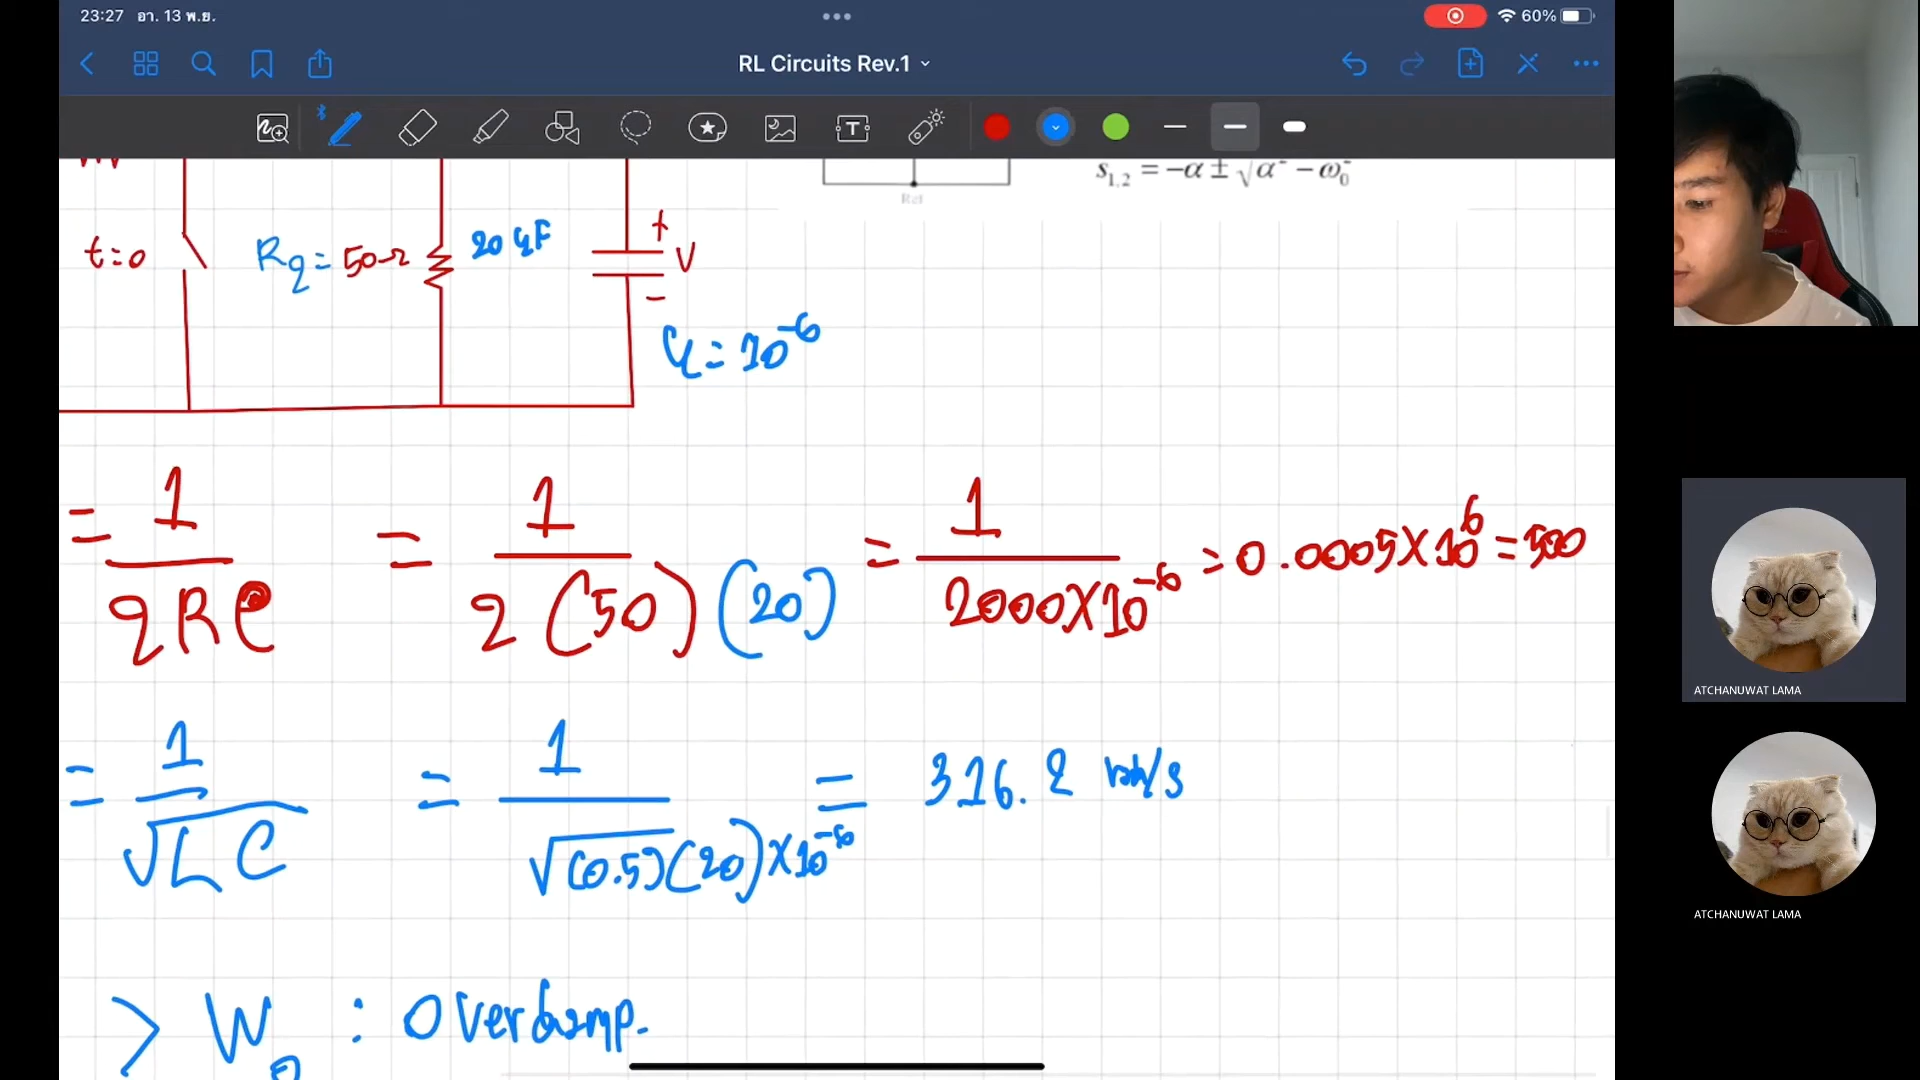 23:27 อา. 13 พ.ย.
60%
RL Circuits Rev.1
s1,2 = −α ± √α² − ω0²
Ref
t=0
Rq = 50Ω
20 μF
+
V
−
= 10⁻⁶
= 1/2RC = 1/2(50)(20) = 1/2000×10⁻⁶ = 0.0005×10⁶ = 500
= 1/√LC = 1/√(0.5)(20)×10⁻⁶ = 316.2
> W0 : Overdamp.
ATCHANUWAT LAMA
ATCHANUWAT LAMA